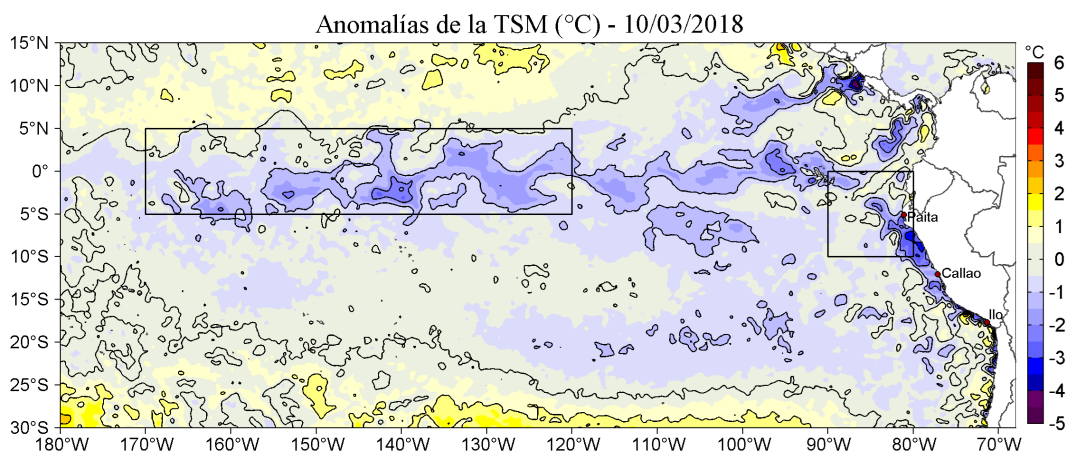 Anomalías de la TSM (°C) - 10/03/2018
°C
15°N
10°N
5°N
0°
5°S
10°S
15°S
20°S
25°S
30°S
Paita
Callao
Ilo
6
5
4
3
2
1
0
-1
-2
-3
-4
-5
180°W
170°W
160°W
150°W
140°W
130°W
120°W
110°W
100°W
90°W
80°W
70°W